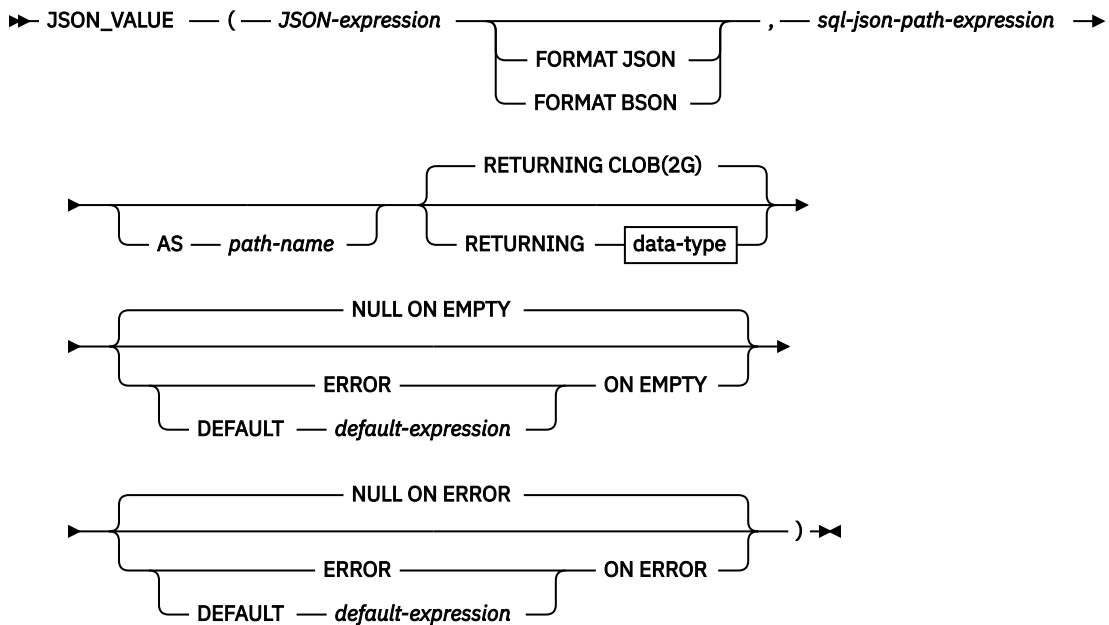 JSON_VALUE ( JSON-expression , sql-json-path-expression
FORMAT JSON
FORMAT BSON
RETURNING CLOB(2G)
AS path-name RETURNING data-type
NULL ON EMPTY
ERROR ON EMPTY
DEFAULT default-expression
NULL ON ERROR
)
ERROR ON ERROR
DEFAULT default-expression